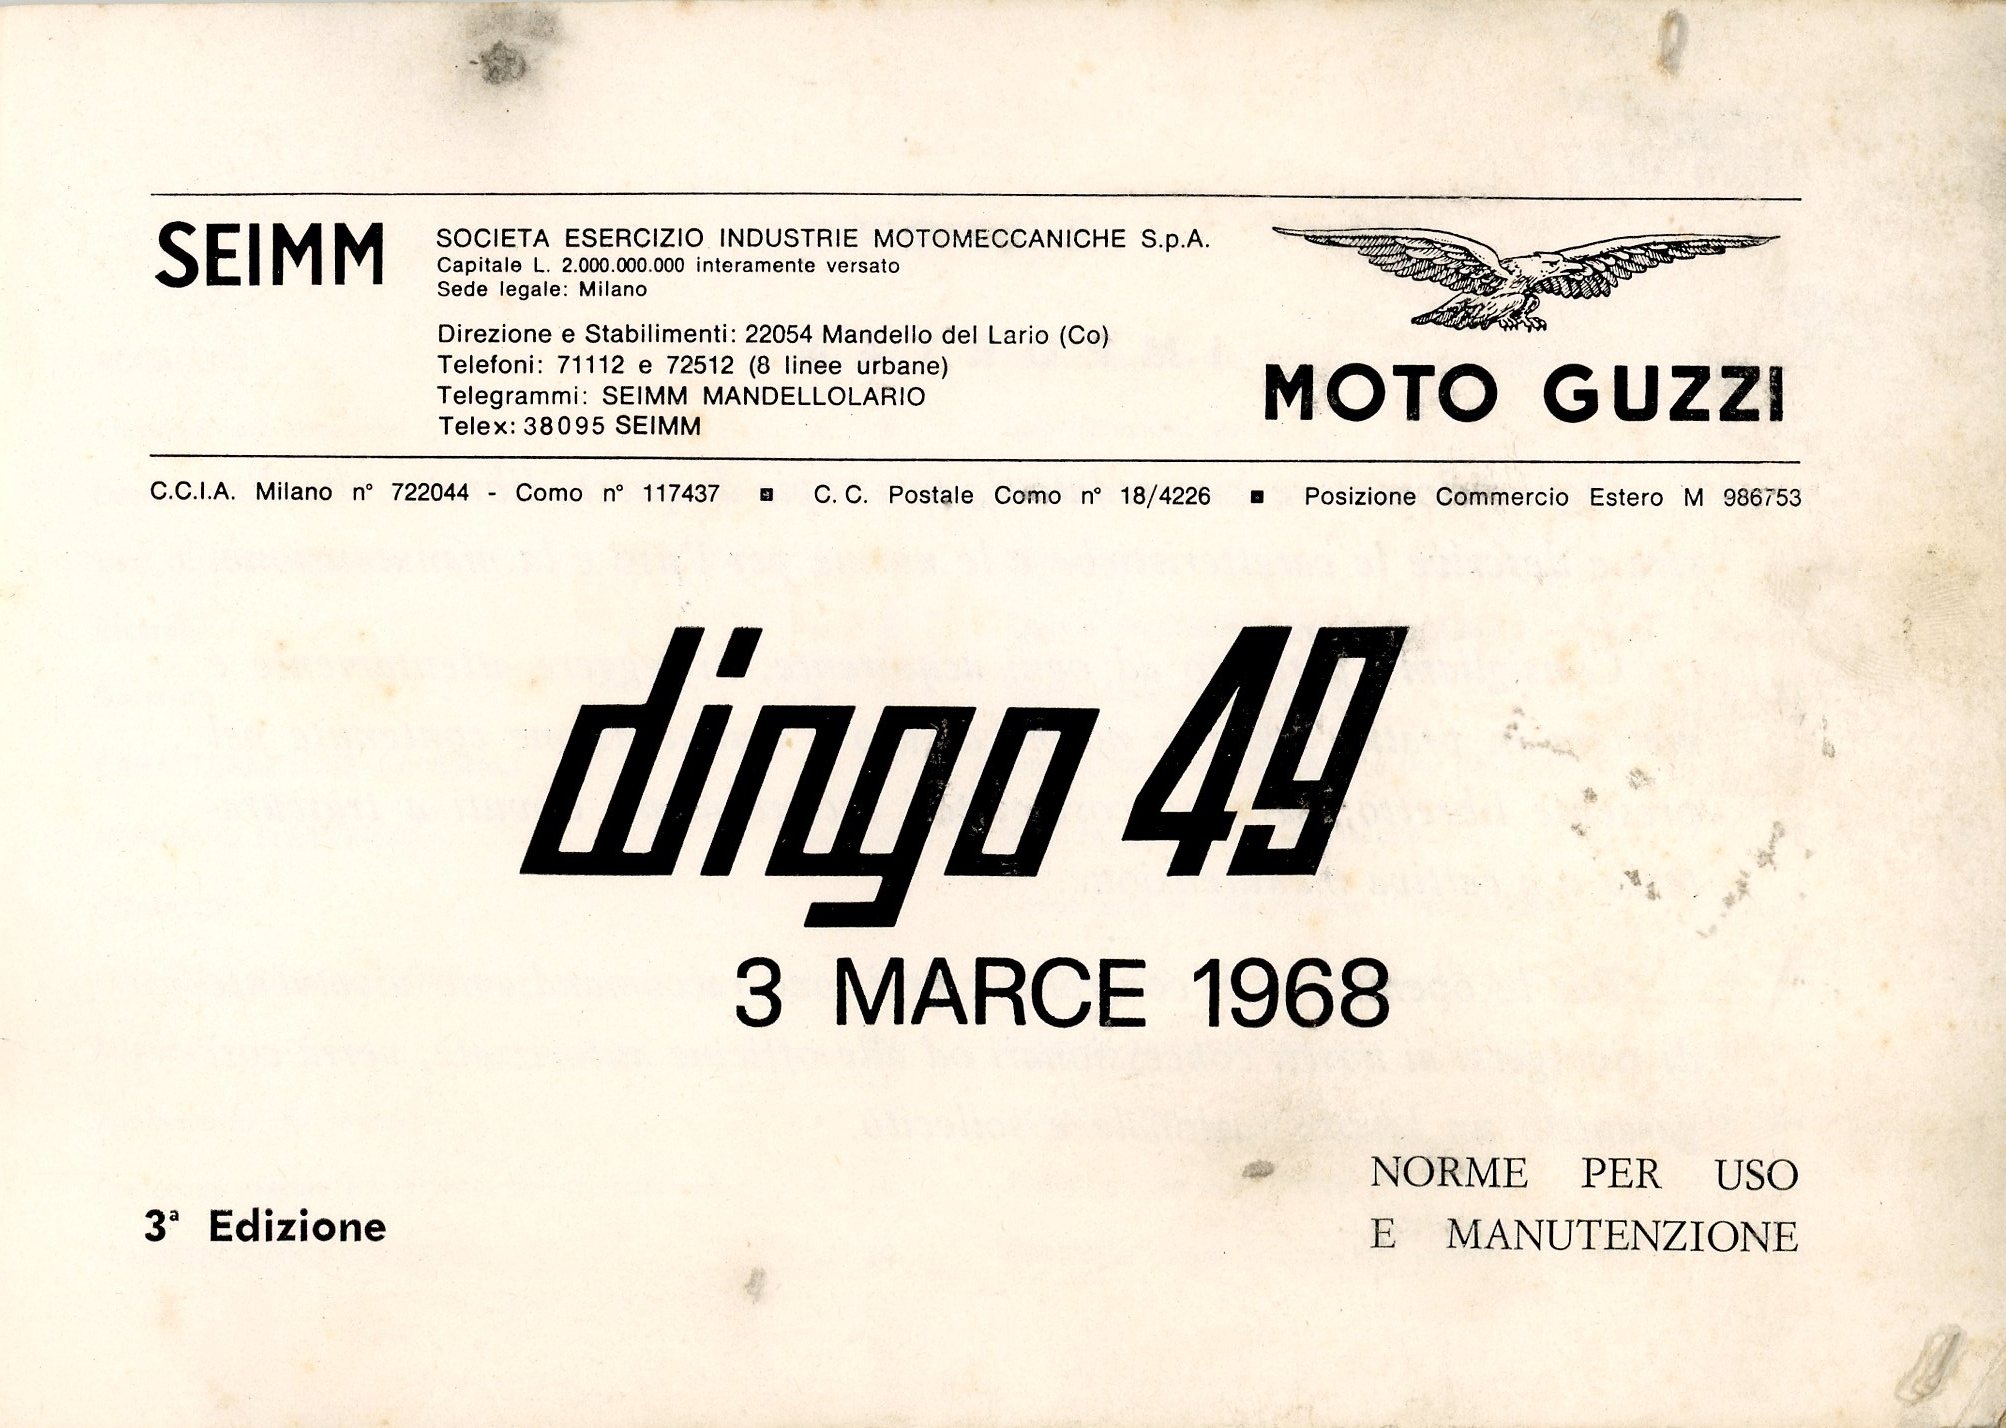 SEIMM
SOCIETA ESERCIZIO INDUSTRIE MOTOMECCANICHE S.p.A.
Capitale L. 2.000.000.000 interamente versato
Sede legale: Milano
Direzione e Stabilimenti: 22054 Mandello del Lario (Co)
Telefoni: 71112 e 72512 (8 linee urbane)
Telegrammi: SEIMM MANDELLOLARIO
Telex: 38095 SEIMM
MOTO GUZZI
C.C.I.A. Milano n° 722044 - Como n° 117437 ▪ C. C. Postale Como n° 18/4226 ▪ Posizione Commercio Estero M 986753
dingo 49
3 MARCE 1968
3ª Edizione
NORME PER USO
E MANUTENZIONE